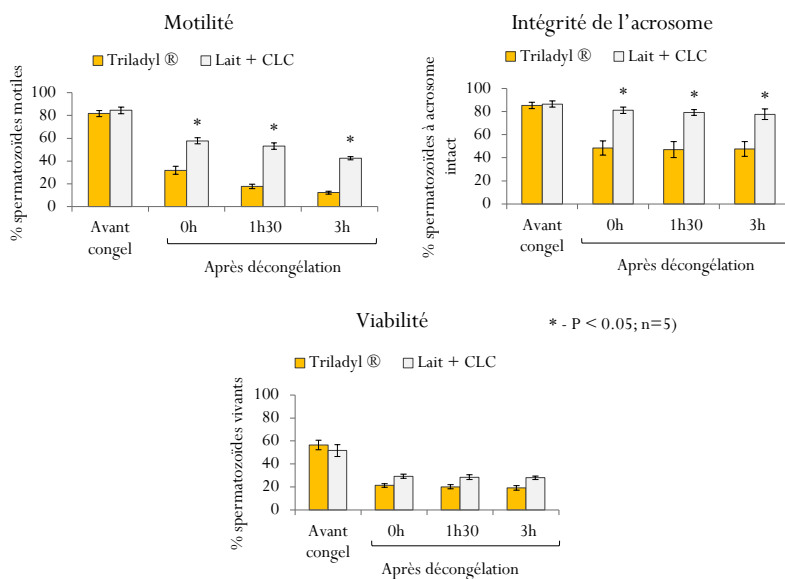 Motilité
Triladyl ® Lait + CLC
% spermatozoïdes motiles
100
80
60
40
20
0
* * *
Avant congel 0h 1h30 3h
Après décongélation
Intégrité de l'acrosome
Triladyl ® Lait + CLC
% spermatozoïdes à acrosome
intact
100
80
60
40
20
0
* * *
Avant congel 0h 1h30 3h
Après décongélation
Viabilité
* - P < 0.05; n=5)
Triladyl ® Lait + CLC
% spermatozoïdes vivants
100
80
60
40
20
0
Avant congel 0h 1h30 3h
Après décongélation